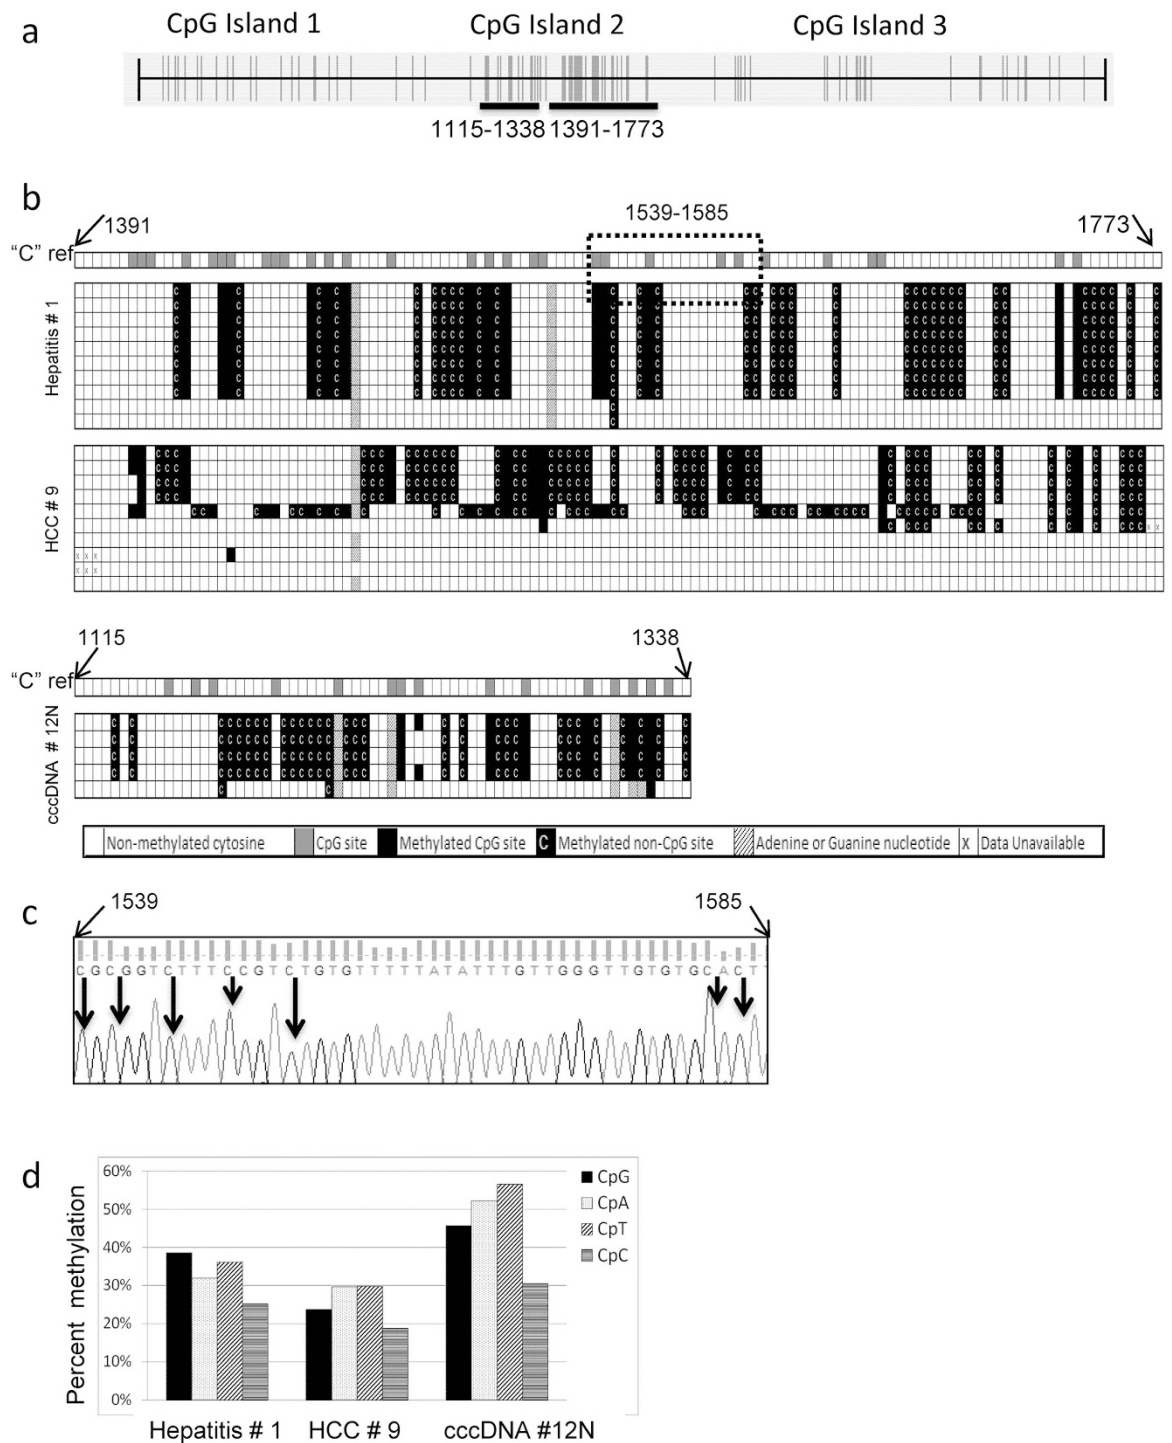 a
CpG Island 1 CpG Island 2 CpG Island 3
1115-1338 1391-1773
b
1391 1539-1585 1773
"C" ref
Hepatitis # 1
HCC # 9
1115 1338
"C" ref
cccDNA # 12N
Non-methylated cytosine CpG site Methylated CpG site C Methylated non-CpG site Adenine or Guanine nucleotide x Data Unavailable
c
1539 1585
CGCGGTCTTTCCGTCTGTGTTTTTATATTTGTTGGGTTGTGTGCACT
d
Percent methylation
60%
50%
40%
30%
20%
10%
0%
CpG
CpA
CpT
CpC
Hepatitis # 1 HCC # 9 cccDNA #12N